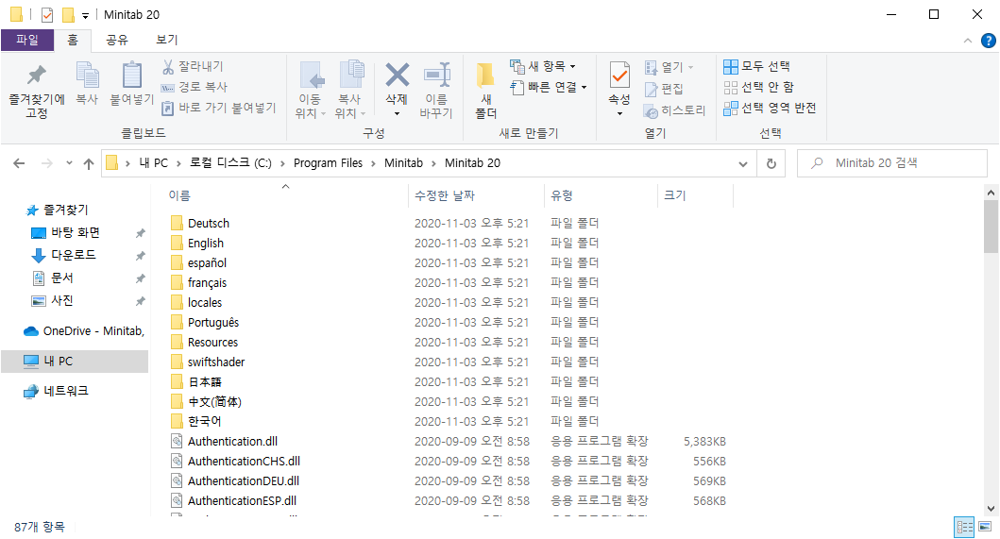 Minitab 20
파일 홈 공유 보기
즐겨찾기에 고정
복사
붙여넣기
잘라내기
경로 복사
바로 가기 붙여넣기
클립보드
이동 위치
복사 위치
삭제
이름 바꾸기
구성
새 폴더
새 항목
빠른 연결
새로 만들기
속성
열기
편집
히스토리
열기
모두 선택
선택 안 함
선택 영역 반전
선택
내 PC > 로컬 디스크 (C:) > Program Files > Minitab > Minitab 20
Minitab 20 검색
즐겨찾기
바탕 화면
다운로드
문서
사진
OneDrive - Minitab,
내 PC
네트워크
이름 수정한 날짜 유형 크기
Deutsch 2020-11-03 오후 5:21 파일 폴더
English 2020-11-03 오후 5:21 파일 폴더
español 2020-11-03 오후 5:21 파일 폴더
français 2020-11-03 오후 5:21 파일 폴더
locales 2020-11-03 오후 5:21 파일 폴더
Português 2020-11-03 오후 5:21 파일 폴더
Resources 2020-11-03 오후 5:21 파일 폴더
swiftshader 2020-11-03 오후 5:21 파일 폴더
日本語 2020-11-03 오후 5:21 파일 폴더
中文(简体) 2020-11-03 오후 5:21 파일 폴더
한국어 2020-11-03 오후 5:21 파일 폴더
Authentication.dll 2020-09-09 오전 8:58 응용 프로그램 확장 5,383KB
AuthenticationCHS.dll 2020-09-09 오전 8:58 응용 프로그램 확장 556KB
AuthenticationDEU.dll 2020-09-09 오전 8:58 응용 프로그램 확장 569KB
AuthenticationESP.dll 2020-09-09 오전 8:58 응용 프로그램 확장 568KB
87개 항목